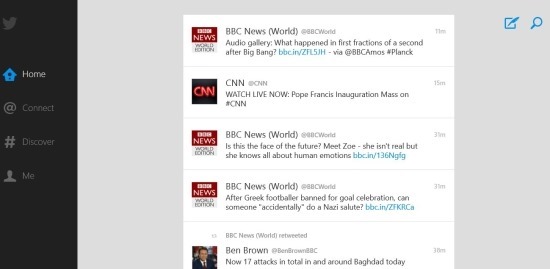 Home
Connect
Discover
Me
BBC NEWS WORLD EDITION
BBC News (World) @BBCWorld 11m
Audio gallery: What happened in first fractions of a second
after Big Bang? bbc.in/ZFL5JH - via @BBCAmos #Planck
CNN
CNN @CNN 15m
WATCH LIVE NOW: Pope Francis Inauguration Mass on
#CNN
BBC NEWS WORLD EDITION
BBC News (World) @BBCWorld 31m
Is this the face of the future? Meet Zoe - she isn't real but
she knows all about human emotions bbc.in/136Ngfg
BBC NEWS WORLD EDITION
BBC News (World) @BBCWorld 31m
After Greek footballer banned for goal celebration, can
someone "accidentally" do a Nazi salute? bbc.in/ZFKRCa
BBC News (World) retweeted
Ben Brown @BenBrownBBC 38m
Now 17 attacks in total in and around Baghdad today